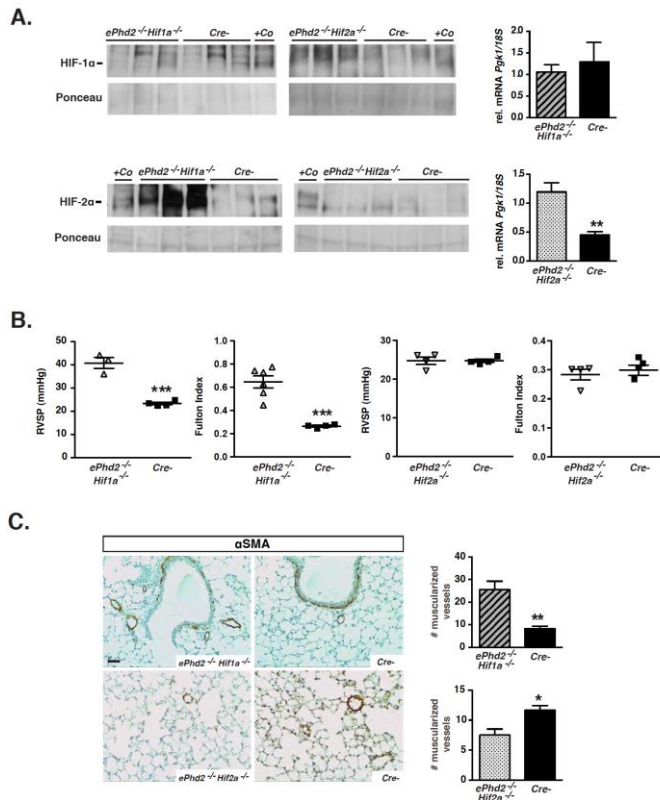 A.
ePhd2-/-Hif1a-/- Cre- +Co
ePhd2-/-Hif2a-/- Cre- +Co
HIF-1α
Ponceau
rel. mRNA Pgk1/18S
2.0
1.5
1.0
0.5
0.0
ePhd2-/-
Hif1a-/-
Cre-
+Co ePhd2-/-Hif1a-/- Cre-
+Co ePhd2-/-Hif2a-/- Cre-
HIF-2α
Ponceau
rel. mRNA Pgk1/18S
1.5
1.0
0.5
0.0
**
ePhd2-/-
Hif2a-/-
Cre-
B.
RVSP (mmHg)
50
40
30
20
10
0
***
ePhd2-/-
Hif1a-/-
Cre-
Fulton Index
1.0
0.8
0.6
0.4
0.2
0.0
***
ePhd2-/-
Hif1a-/-
Cre-
RVSP (mmHg)
30
20
10
0
ePhd2-/-
Hif2a-/-
Cre-
Fulton Index
0.4
0.3
0.2
0.1
0.0
ePhd2-/-
Hif2a-/-
Cre-
C.
αSMA
ePhd2-/- Hif1a-/-
Cre-
ePhd2-/- Hif2a-/-
Cre-
# muscularized
vessels
40
30
20
10
0
**
ePhd2-/-
Hif1a-/-
Cre-
# muscularized
vessels
15
10
5
0
*
ePhd2-/-
Hif2a-/-
Cre-